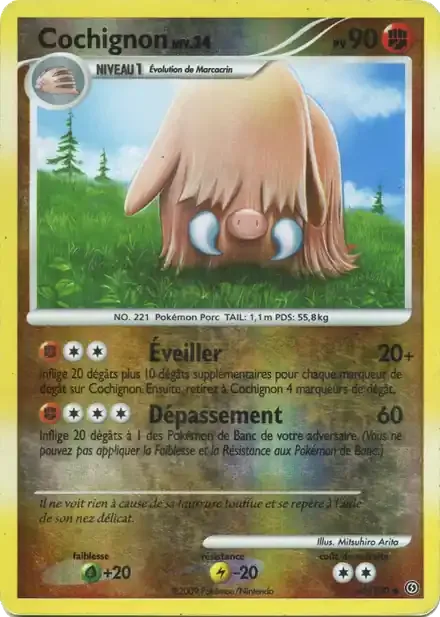 Cochignon NIV.34 PV 90
NIVEAU 1 Évolution de Marcacrin
NO. 221 Pokémon Porc TAIL: 1,1 m PDS: 55,8kg
Éveiller 20+
Inflige 20 dégâts plus 10 dégâts supplémentaires pour chaque marqueur de
dégât sur Cochignon. Ensuite, retirez à Cochignon 4 marqueurs de dégât.
Dépassement 60
Inflige 20 dégâts à 1 des Pokémon de Banc de votre adversaire. (Vous ne
pouvez pas appliquer la Faiblesse et la Résistance aux Pokémon de Banc.)
Il ne voit rien à cause de sa fourrure touffue et se repère à l'aide
de son nez délicat.
Illus. Mitsuhiro Arita
faiblesse résistance coût de retraite
+20 -20
©2009 Pokémon/Nintendo